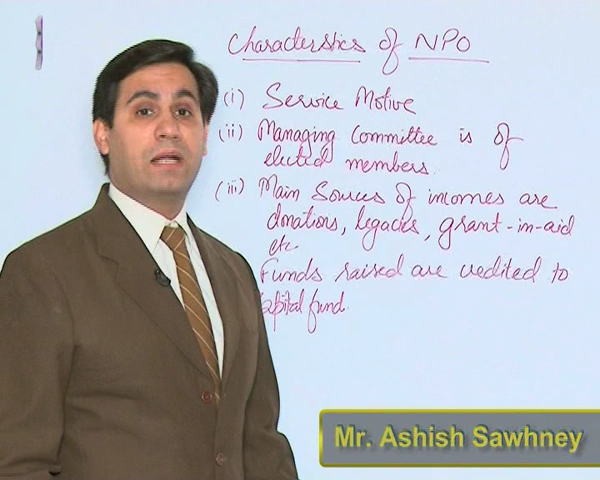 Characterstics of NPO
(i) Service Motive
(ii) Managing Committee is of
elected members.
(iii) Main Sources of incomes are
donations, legacies, grant-in-aid
etc.
Funds raised are credited to
capital fund.
Mr. Ashish Sawhney